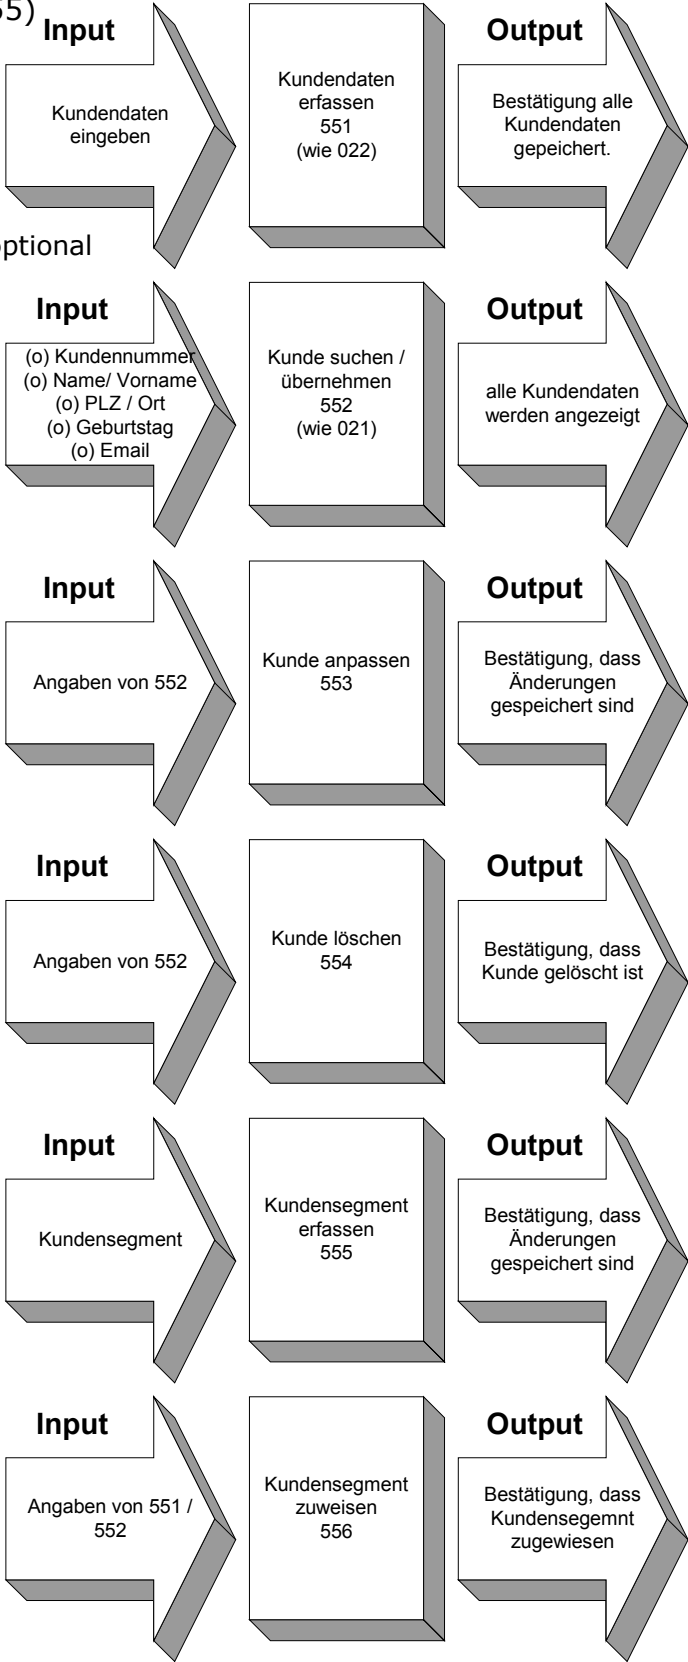 55)
Input
Output
Kundendaten
eingeben
Kundendaten
erfassen
551
(wie 022)
Bestätigung alle
Kundendaten
gepeichert.
optional
Input
Output
(o) Kundennummer
(o) Name/ Vorname
(o) PLZ / Ort
(o) Geburtstag
(o) Email
Kunde suchen /
übernehmen
552
(wie 021)
alle Kundendaten
werden angezeigt
Input
Output
Angaben von 552
Kunde anpassen
553
Bestätigung, dass
Änderungen
gespeichert sind
Input
Output
Angaben von 552
Kunde löschen
554
Bestätigung, dass
Kunde gelöscht ist
Input
Output
Kundensegment
Kundensegment
erfassen
555
Bestätigung, dass
Änderungen
gespeichert sind
Input
Output
Angaben von 551 /
552
Kundensegment
zuweisen
556
Bestätigung, dass
Kundensegemnt
zugewiesen